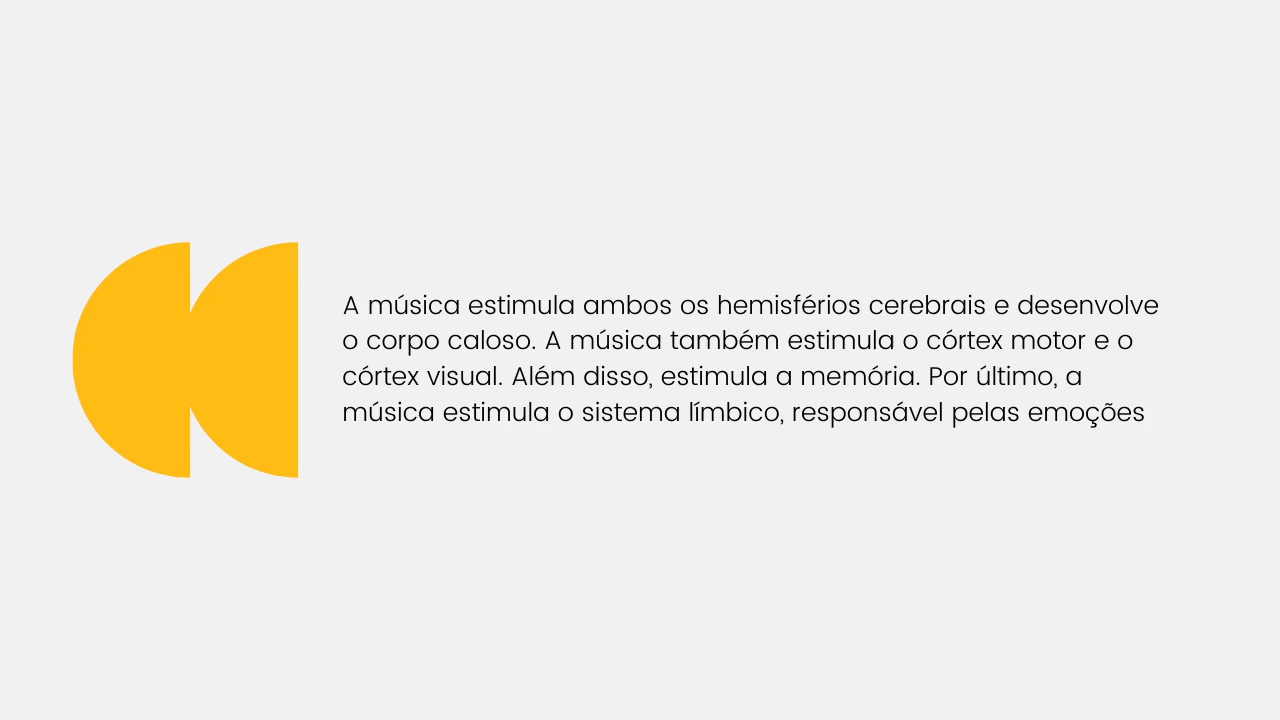 A música estimula ambos os hemisférios cerebrais e desenvolve
o corpo caloso. A música também estimula o córtex motor e o
córtex visual. Além disso, estimula a memória. Por último, a
música estimula o sistema límbico, responsável pelas emoções